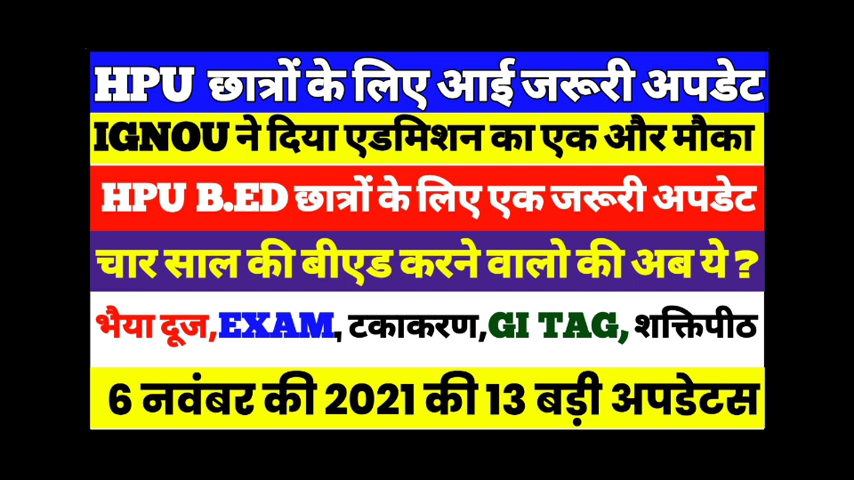 HPU छात्रों के लिए आई जरूरी अपडेट
IGNOU ने दिया एडमिशन का एक और मौका
HPU B.ED छात्रों के लिए एक जरूरी अपडेट
चार साल की बीएड करने वालो की अब ये ?
भैया दूज,EXAM, टकाकरण,GI TAG, शक्तिपीठ
6 नवंबर की 2021 की 13 बड़ी अपडेटस